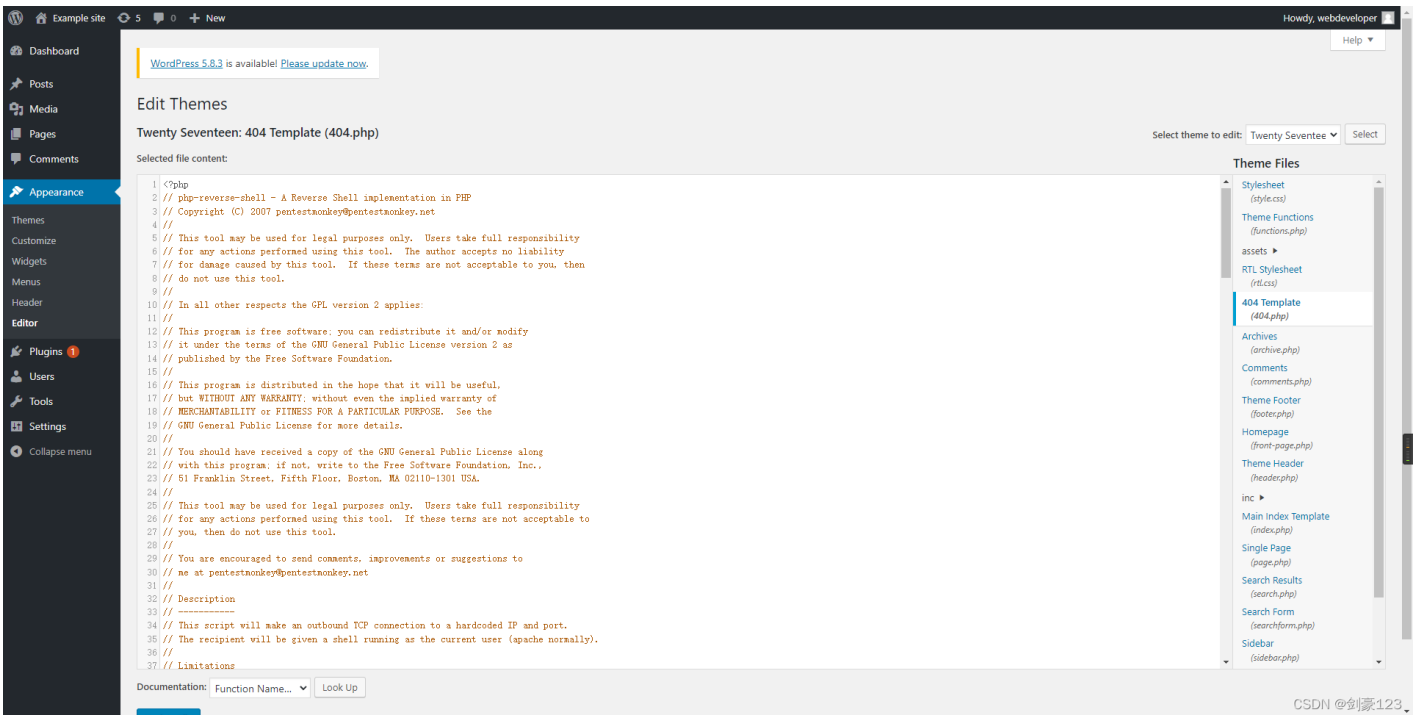 Example site 5 0 + New Howdy, webdeveloper
Help ▼
Dashboard
Posts
Media
Pages
Comments
Appearance
Themes
Customize
Widgets
Menus
Header
Editor
Plugins 1
Users
Tools
Settings
Collapse menu
WordPress 5.8.3 is available! Please update now.
Edit Themes
Twenty Seventeen: 404 Template (404.php)
Select theme to edit: Twenty Seventee Select
Selected file content:
1 <?php
2 // php-reverse-shell - A Reverse Shell implementation in PHP
3 // Copyright (C) 2007 pentestmonkey@pentestmonkey.net
4 //
5 // This tool may be used for legal purposes only. Users take full responsibility
6 // for any actions performed using this tool. The author accepts no liability
7 // for damage caused by this tool. If these terms are not acceptable to you, then
8 // do not use this tool.
9 //
10 // In all other respects the GPL version 2 applies:
11 //
12 // This program is free software; you can redistribute it and/or modify
13 // it under the terms of the GNU General Public License version 2 as
14 // published by the Free Software Foundation.
15 //
16 // This program is distributed in the hope that it will be useful,
17 // but WITHOUT ANY WARRANTY; without even the implied warranty of
18 // MERCHANTABILITY or FITNESS FOR A PARTICULAR PURPOSE. See the
19 // GNU General Public License for more details.
20 //
21 // You should have received a copy of the GNU General Public License along
22 // with this program; if not, write to the Free Software Foundation, Inc.,
23 // 51 Franklin Street, Fifth Floor, Boston, MA 02110-1301 USA.
24 //
25 // This tool may be used for legal purposes only. Users take full responsibility
26 // for any actions performed using this tool. If these terms are not acceptable to
27 // you, then do not use this tool.
28 //
29 // You are encouraged to send comments, improvements or suggestions to
30 // me at pentestmonkey@pentestmonkey.net
31 //
32 // Description
33 // -----------
34 // This script will make an outbound TCP connection to a hardcoded IP and port.
35 // The recipient will be given a shell running as the current user (apache normally).
36 //
37 // Limitations
Theme Files
Stylesheet
(style.css)
Theme Functions
(functions.php)
assets ▶
RTL Stylesheet
(rtl.css)
404 Template
(404.php)
Archives
(archive.php)
Comments
(comments.php)
Theme Footer
(footer.php)
Homepage
(front-page.php)
Theme Header
(header.php)
inc ▶
Main Index Template
(index.php)
Single Page
(page.php)
Search Results
(search.php)
Search Form
(searchform.php)
Sidebar
(sidebar.php)
Documentation: Function Name... Look Up
CSDN @剑豪123